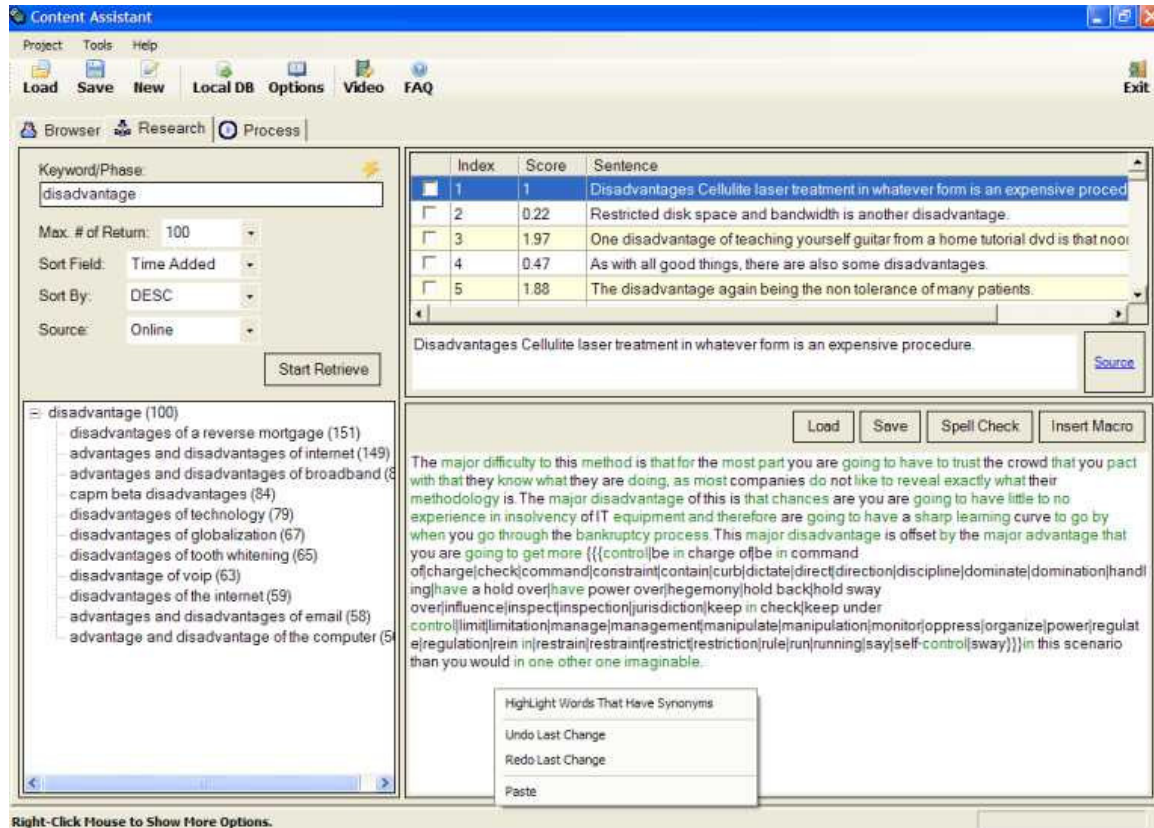 Content Assistant
Project Tools Help
Load Save New Local DB Options Video FAQ Exit
Browser Research Process
Keyword/Phase:
disadvantage
Max. # of Return: 100
Sort Field: Time Added
Sort By: DESC
Source: Online
Start Retrieve
disadvantage (100)
disadvantages of a reverse mortgage (151)
advantages and disadvantages of internet (149)
advantages and disadvantages of broadband (8
capm beta disadvantages (84)
disadvantages of technology (79)
disadvantages of globalization (67)
disadvantages of tooth whitening (65)
disadvantage of voip (63)
disadvantages of the internet (59)
advantages and disadvantages of email (58)
advantage and disadvantage of the computer (5
Index Score Sentence
1 1 Disadvantages Cellulite laser treatment in whatever form is an expensive proced
2 0.22 Restricted disk space and bandwidth is another disadvantage.
3 1.97 One disadvantage of teaching yourself guitar from a home tutorial dvd is that noor
4 0.47 As with all good things, there are also some disadvantages.
5 1.88 The disadvantage again being the non tolerance of many patients.
Disadvantages Cellulite laser treatment in whatever form is an expensive procedure.
Source
Load Save Spell Check Insert Macro
The major difficulty to this method is that for the most part you are going to have to trust the crowd that you pact
with that they know what they are doing, as most companies do not like to reveal exactly what their
methodology is. The major disadvantage of this is that chances are you are going to have little to no
experience in insolvency of IT equipment and therefore are going to have a sharp learning curve to go by
when you go through the bankruptcy process. This major disadvantage is offset by the major advantage that
you are going to get more {{{control|be in charge of|be in command
of|charge|check|command|constraint|contain|curb|dictate|direct|direction|discipline|dominate|domination|handl
ing|have a hold over|have power over|hegemony|hold back|hold sway
over|influence|inspect|inspection|jurisdiction|keep in check|keep under
control|limit|limitation|manage|management|manipulate|manipulation|monitor|oppress|organize|power|regulat
e|regulation|rein in|restrain|restraint|restrict|restriction|rule|run|running|say|self-control|sway}}}in this scenario
than you would in one other one imaginable.
HighLight Words That Have Synonyms
Undo Last Change
Redo Last Change
Paste
Right-Click Mouse to Show More Options.